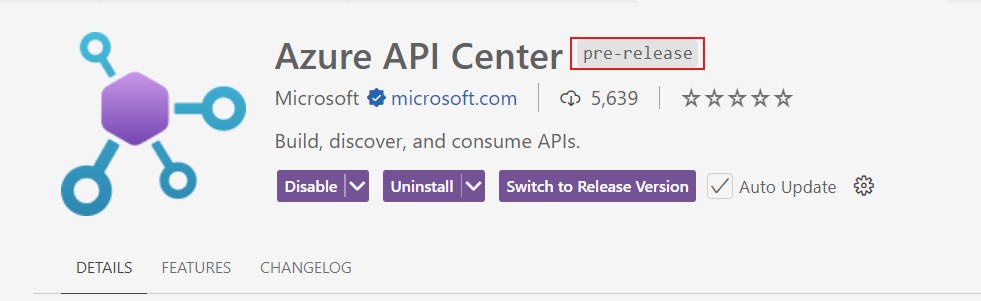 Azure API Center pre-release
Microsoft microsoft.com 5,639
Build, discover, and consume APIs.
Disable Uninstall Switch to Release Version Auto Update
DETAILS FEATURES CHANGELOG